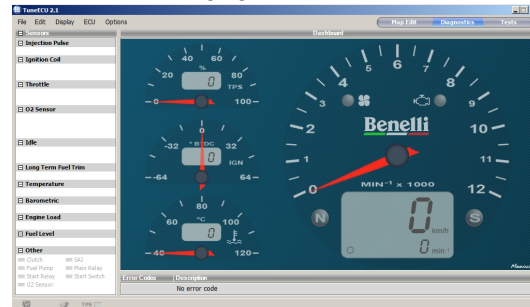 TuneECU 2.1
File Edit Display ECU Options
Map Edit Diagnostics Tests
Sensors
Dashboard
Injection Pulse
Ignition Coil
Throttle
O2 Sensor
Idle
Long Term Fuel Trim
Temperature
Barometric
Engine Load
Fuel Level
Other
Clutch SAI
Fuel Pump Main Relay
Start Relay Start Switch
O2 Sensor
0 20 40 60 80 100
%
0
TPS
-64 -32 0 32 64
° BTDC
0
IGN
40 60 80 100 120
°C
0
0 1 2 3 4 5 6 7 8 9 10 11 12
Benelli
MIN⁻¹ x 1000
N
S
0 km/h
0 min⁻¹
Error Codes Description
No error code
TPS